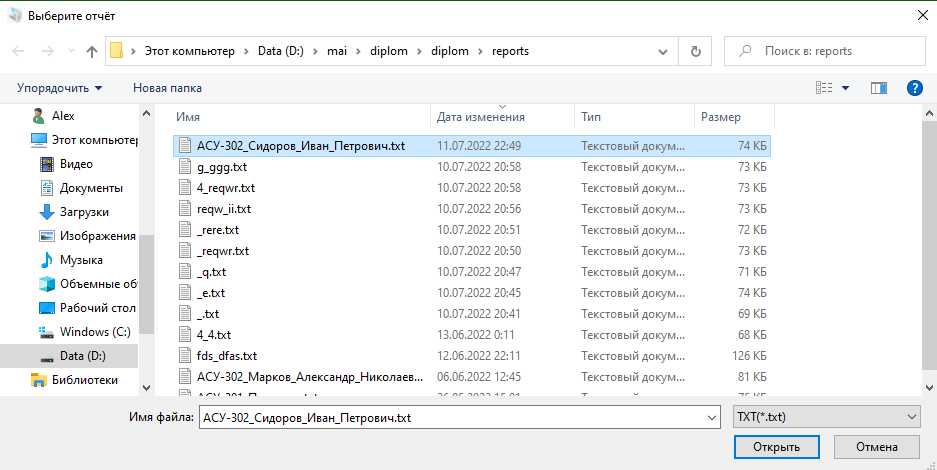 Выберите отчёт
Этот компьютер › Data (D:) › mai › diplom › diplom › reports
Поиск в: reports
Упорядочить Новая папка
Alex
Этот компьютер
Видео
Документы
Загрузки
Изображения
Музыка
Объемные об
Рабочий стол
Windows (C:)
Data (D:)
Библиотеки
Имя Дата изменения Тип Размер
АСУ-302_Сидоров_Иван_Петрович.txt 11.07.2022 22:49 Текстовый докум... 74 КБ
g_ggg.txt 10.07.2022 20:58 Текстовый докум... 73 КБ
4_reqwr.txt 10.07.2022 20:58 Текстовый докум... 73 КБ
reqw_ii.txt 10.07.2022 20:56 Текстовый докум... 73 КБ
_rere.txt 10.07.2022 20:51 Текстовый докум... 72 КБ
_reqwr.txt 10.07.2022 20:50 Текстовый докум... 73 КБ
_q.txt 10.07.2022 20:47 Текстовый докум... 71 КБ
_e.txt 10.07.2022 20:45 Текстовый докум... 74 КБ
_.txt 10.07.2022 20:41 Текстовый докум... 69 КБ
4_4.txt 13.06.2022 0:11 Текстовый докум... 68 КБ
fds_dfas.txt 12.06.2022 22:11 Текстовый докум... 126 КБ
АСУ-302_Марков_Александр_Николаев... 06.06.2022 12:45 Текстовый докум... 81 КБ
Имя файла: АСУ-302_Сидоров_Иван_Петрович.txt TXT(*.txt)
Открыть Отмена